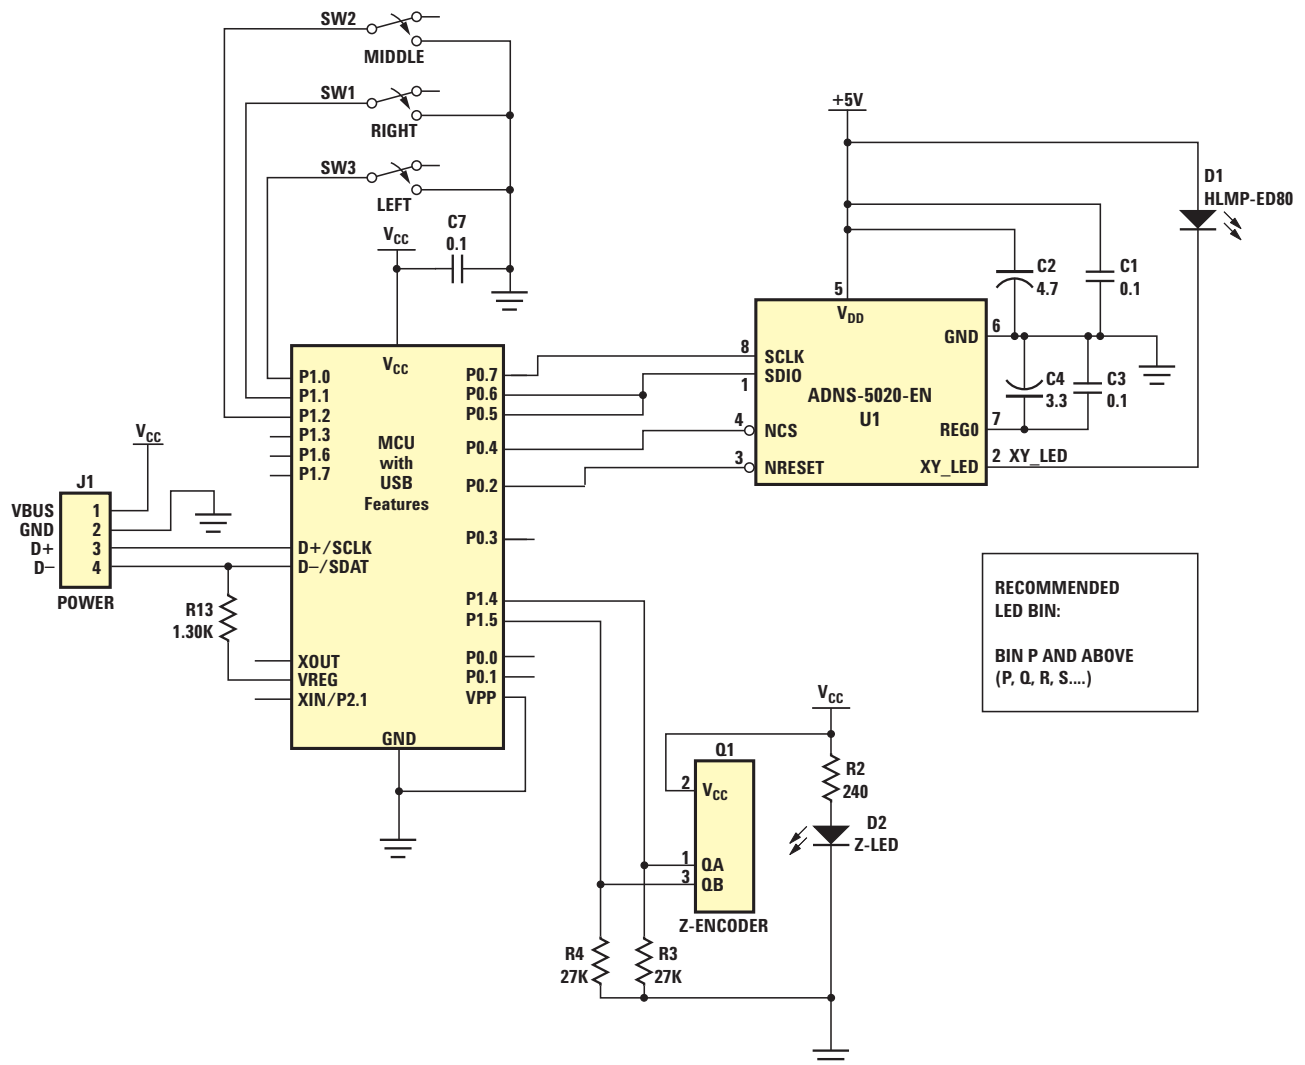 SW2
MIDDLE
SW1
RIGHT
SW3
LEFT
C7
0.1
VCC
+5V
D1
HLMP-ED80
C2
4.7
C1
0.1
5
VDD
GND 6
8 SCLK
1 SDIO
ADNS-5020-EN
U1
4 NCS
3 NRESET
C4
3.3
C3
0.1
REG0 7
XY_LED 2 XY_LED
VCC
P1.0
P1.1
P1.2
P1.3
P1.6
P1.7
MCU
with
USB
Features
P0.7
P0.6
P0.5
P0.4
P0.2
P0.3
P1.4
P1.5
P0.0
P0.1
VPP
D+/SCLK
D−/SDAT
XOUT
VREG
XIN/P2.1
GND
VCC
J1
VBUS 1
GND 2
D+ 3
D− 4
POWER
R13
1.30K
RECOMMENDED
LED BIN:
BIN P AND ABOVE
(P, Q, R, S....)
VCC
Q1
2 VCC
1 QA
3 QB
Z-ENCODER
R2
240
D2
Z-LED
R4
27K
R3
27K